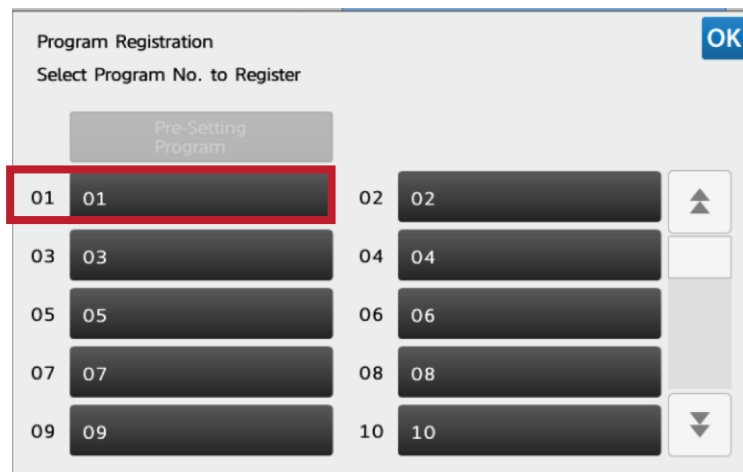 Program Registration
OK
Select Program No. to Register
Pre-Setting
Program
01 01 02 02
03 03 04 04
05 05 06 06
07 07 08 08
09 09 10 10